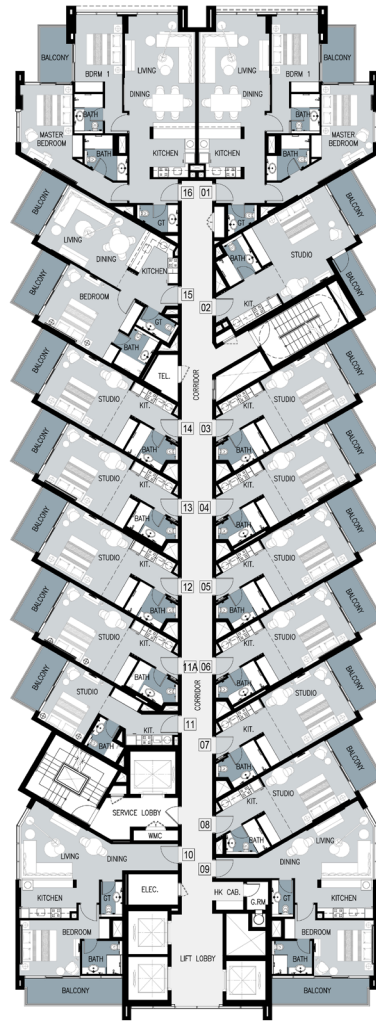 BALCONY
BDRM 1
LIVING
LIVING
BDRM 1
BALCONY
DINING
DINING
BATH
BATH
MASTER
BEDROOM
MASTER
BEDROOM
BATH
KITCHEN
KITCHEN
BATH
16
01
BALCONY
GT
GT
BALCONY
LIVING
DINING
KITCHEN
BATH
STUDIO
BALCONY
BEDROOM
15
02
KIT.
GT
BATH
TEL.
CORRIDOR
BALCONY
STUDIO
KIT.
KIT.
STUDIO
BALCONY
14
03
BATH
BATH
BALCONY
STUDIO
KIT.
KIT.
STUDIO
BALCONY
13
04
BATH
BATH
BALCONY
STUDIO
KIT.
KIT.
STUDIO
BALCONY
12
05
BATH
BATH
BALCONY
STUDIO
KIT.
KIT.
STUDIO
BALCONY
11A
06
BATH
BATH
BALCONY
STUDIO
CORRIDOR
KIT.
STUDIO
BALCONY
11
KIT.
BATH
07
BATH
BALCONY
KIT.
STUDIO
SERVICE LOBBY
08
WMC
BATH
LIVING
DINING
10
09
DINING
LIVING
KITCHEN
GT
ELEC.
HK CAB.
G.RM
GT
KITCHEN
BEDROOM
BATH
LIFT LOBBY
BATH
BEDROOM
BALCONY
BALCONY